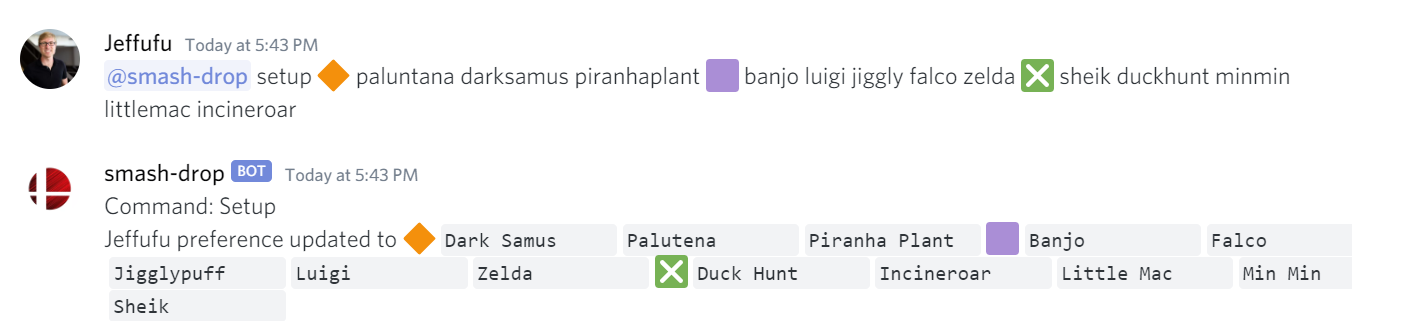 Jeffufu Today at 5:43 PM
@smash-drop setup 🔶 paluntana darksamus piranhaplant 🟪 banjo luigi jiggly falco zelda ❎ sheik duckhunt minmin
littlemac incineroar
smash-drop BOT Today at 5:43 PM
Command: Setup
Jeffufu preference updated to 🔶 Dark Samus Palutena Piranha Plant 🟪 Banjo Falco
Jigglypuff Luigi Zelda ❎ Duck Hunt Incineroar Little Mac Min Min
Sheik